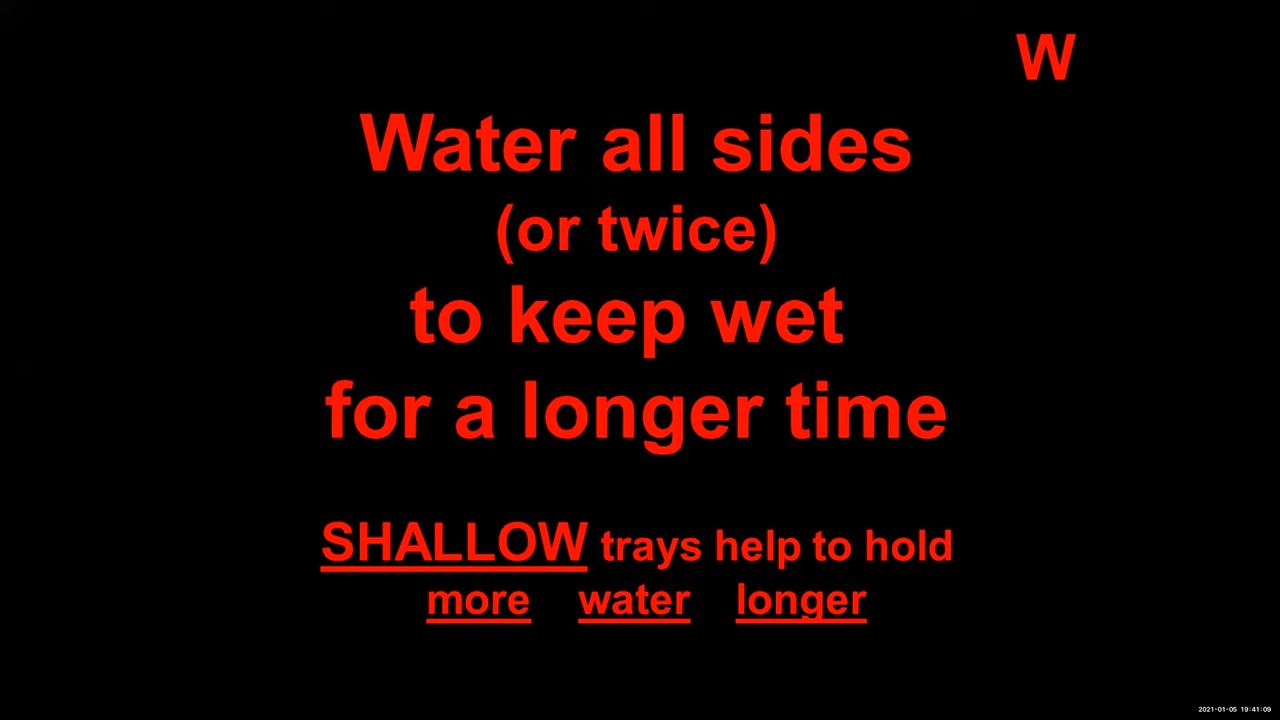 W
Water all sides
(or twice)
to keep wet
for a longer time
SHALLOW trays help to hold
more water longer
2021-01-05 19:41:09